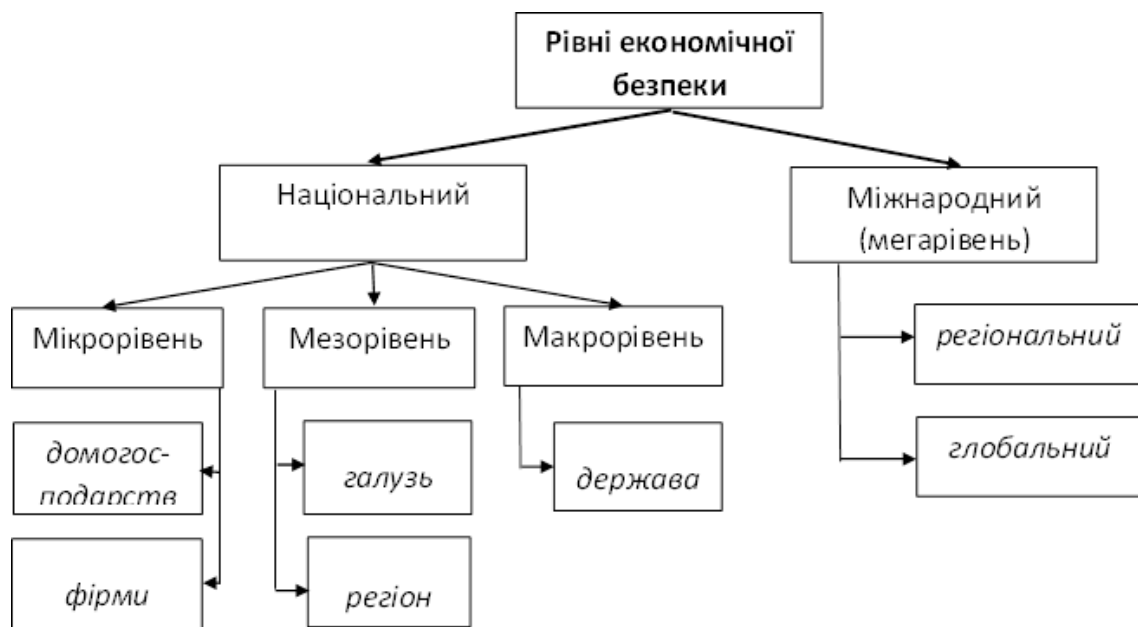 Рівні економічної
безпеки
Національний
Міжнародний
(мегарівень)
Мікрорівень
Мезорівень
Макрорівень
регіональний
домогос-
подарств
галузь
держава
глобальний
фірми
регіон